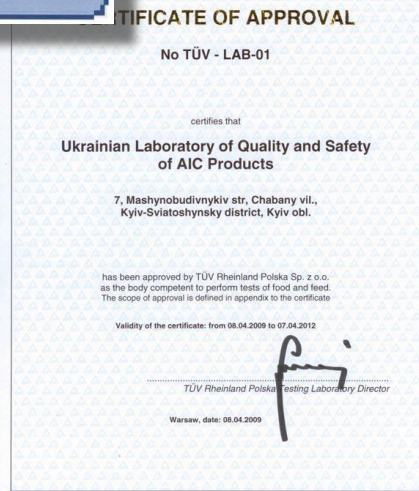 CERTIFICATE OF APPROVAL
No TÜV - LAB-01
certifies that
Ukrainian Laboratory of Quality and Safety
of AIC Products
7, Mashynobudivnykiv str, Chabany vil.,
Kyiv-Sviatoshynsky district, Kyiv obl.
has been approved by TÜV Rheinland Polska Sp. z o.o.
as the body competent to perform tests of food and feed.
The scope of approval is defined in appendix to the certificate
Validity of the certificate: from 08.04.2009 to 07.04.2012
TÜV Rheinland Polska Testing Laboratory Director
Warsaw, date: 08.04.2009